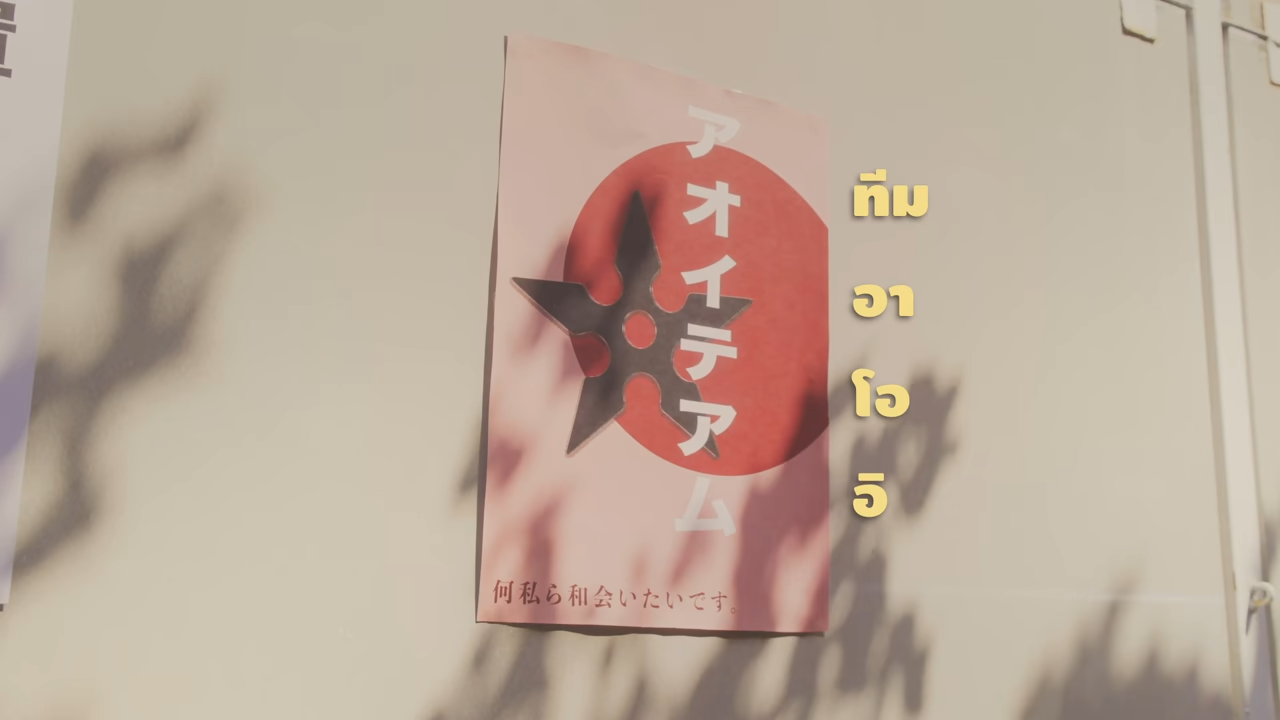 アオイテアム
何私ら和会いたいです。
ทีม
อา
โอ
อิ